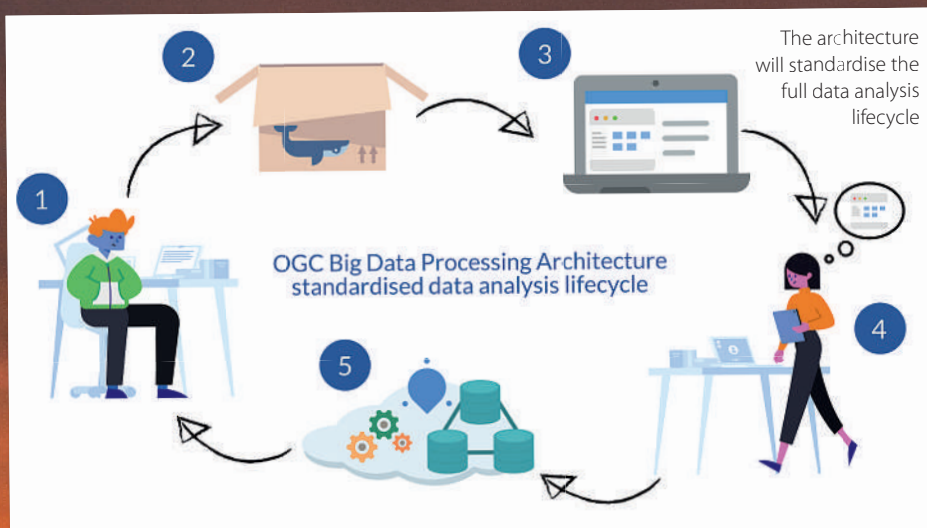 The architecture
will standardise the
full data analysis
lifecycle
1
2
3
4
5
OGC Big Data Processing Architecture
standardised data analysis lifecycle